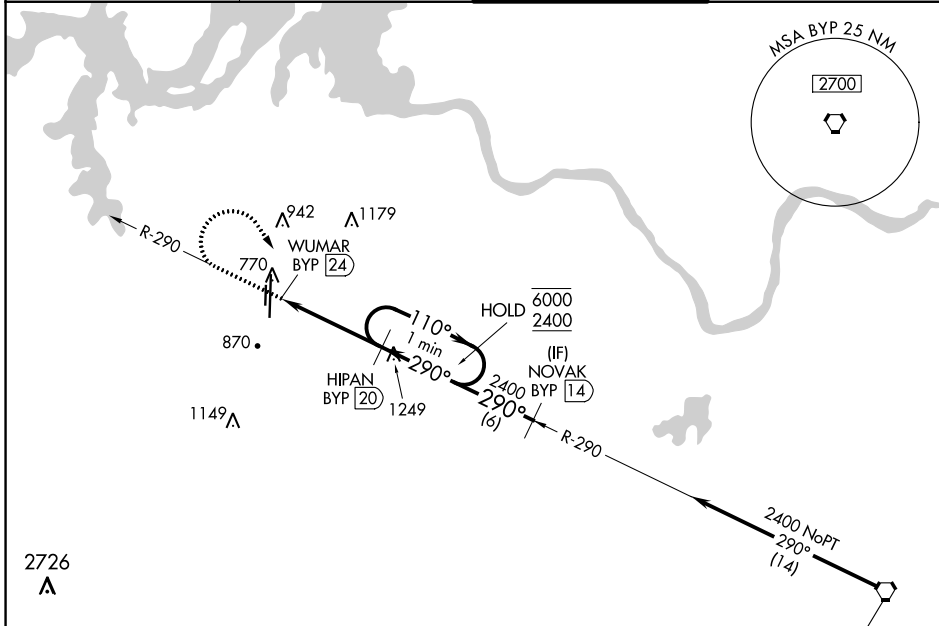 MSA BYP 25 NM
2700
942
1179
R-290
WUMAR
BYP 24
770
HOLD
6000
2400
110°
1 min
290°
870
(IF)
NOVAK
BYP 14
HIPAN
BYP 20
1249
2400
290°
(6)
1149
R-290
2400 NoPT
290°
(14)
2726